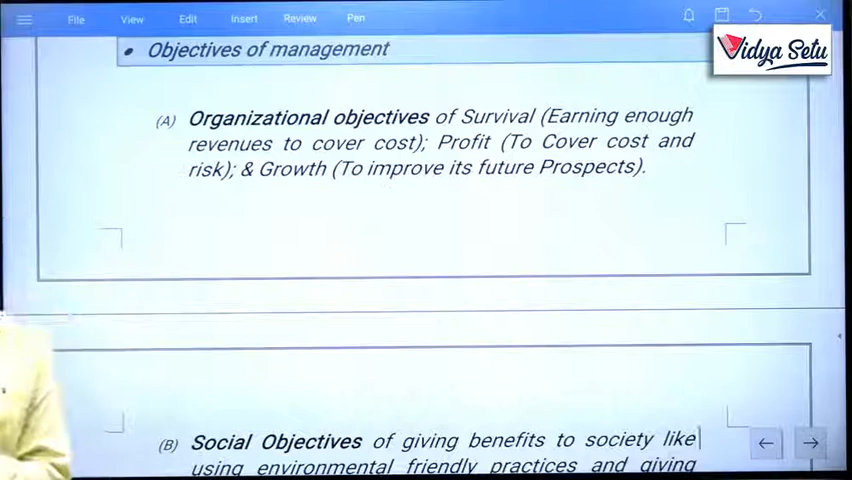 File View Edit Insert Review Pen
Vidya Setu
• Objectives of management
(A) Organizational objectives of Survival (Earning enough
revenues to cover cost); Profit (To Cover cost and
risk); & Growth (To improve its future Prospects).
(B) Social Objectives of giving benefits to society like
using environmental friendly practices and giving